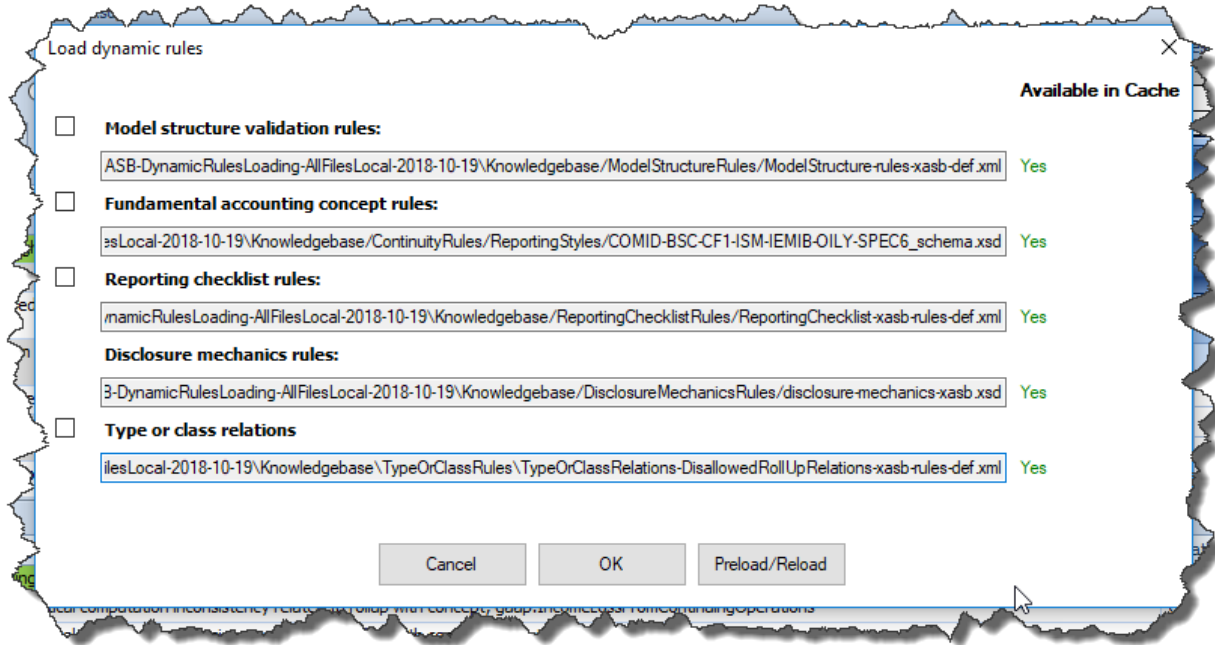 Load dynamic rules
Available in Cache
Model structure validation rules:
ASB-DynamicRulesLoading-AllFilesLocal-2018-10-19\Knowledgebase/ModelStructureRules/ModelStructure-rules-xasb-def.xml Yes
Fundamental accounting concept rules:
esLocal-2018-10-19\Knowledgebase/ContinuityRules/ReportingStyles/COMID-BSC-CF1-ISM-IEMIB-OILY-SPEC6_schema.xsd Yes
Reporting checklist rules:
namicRulesLoading-AllFilesLocal-2018-10-19\Knowledgebase/ReportingChecklistRules/ReportingChecklist-xasb-rules-def.xml Yes
Disclosure mechanics rules:
B-DynamicRulesLoading-AllFilesLocal-2018-10-19\Knowledgebase/DisclosureMechanicsRules/disclosure-mechanics-xasb.xsd Yes
Type or class relations
ilesLocal-2018-10-19\Knowledgebase\TypeOrClassRules\TypeOrClassRelations-DisallowedRollUpRelations-xasb-rules-def.xml Yes
Cancel OK Preload/Reload